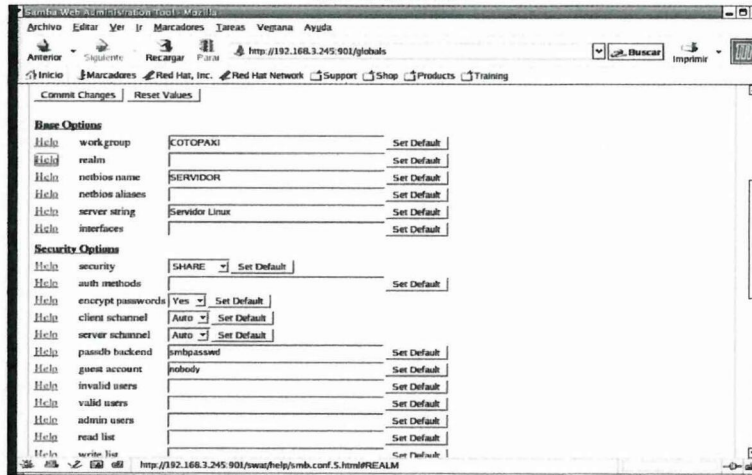 Samba Web Administration Tool - Mozilla
Archivo Editar Ver Ir Marcadores Tareas Ventana Ayuda
Anterior Siguiente Recargar Parar http://192.168.3.245:901/globals Buscar Imprimir
Inicio Marcadores Red Hat, Inc. Red Hat Network Support Shop Products Training
Commit Changes Reset Values
Base Options
Help workgroup COTOPAXI Set Default
Help realm Set Default
Help netbios name SERVIDOR Set Default
Help netbios aliases Set Default
Help server string Servidor Linux Set Default
Help interfaces Set Default
Security Options
Help security SHARE Set Default
Help auth methods Set Default
Help encrypt passwords Yes Set Default
Help client schannel Auto Set Default
Help server schannel Auto Set Default
Help passdb backend smbpasswd Set Default
Help guest account nobody Set Default
Help invalid users Set Default
Help valid users Set Default
Help admin users Set Default
Help read list Set Default
Help write list Set Default
http://192.168.3.245:901/swat/help/smb.conf.5.html#REALM